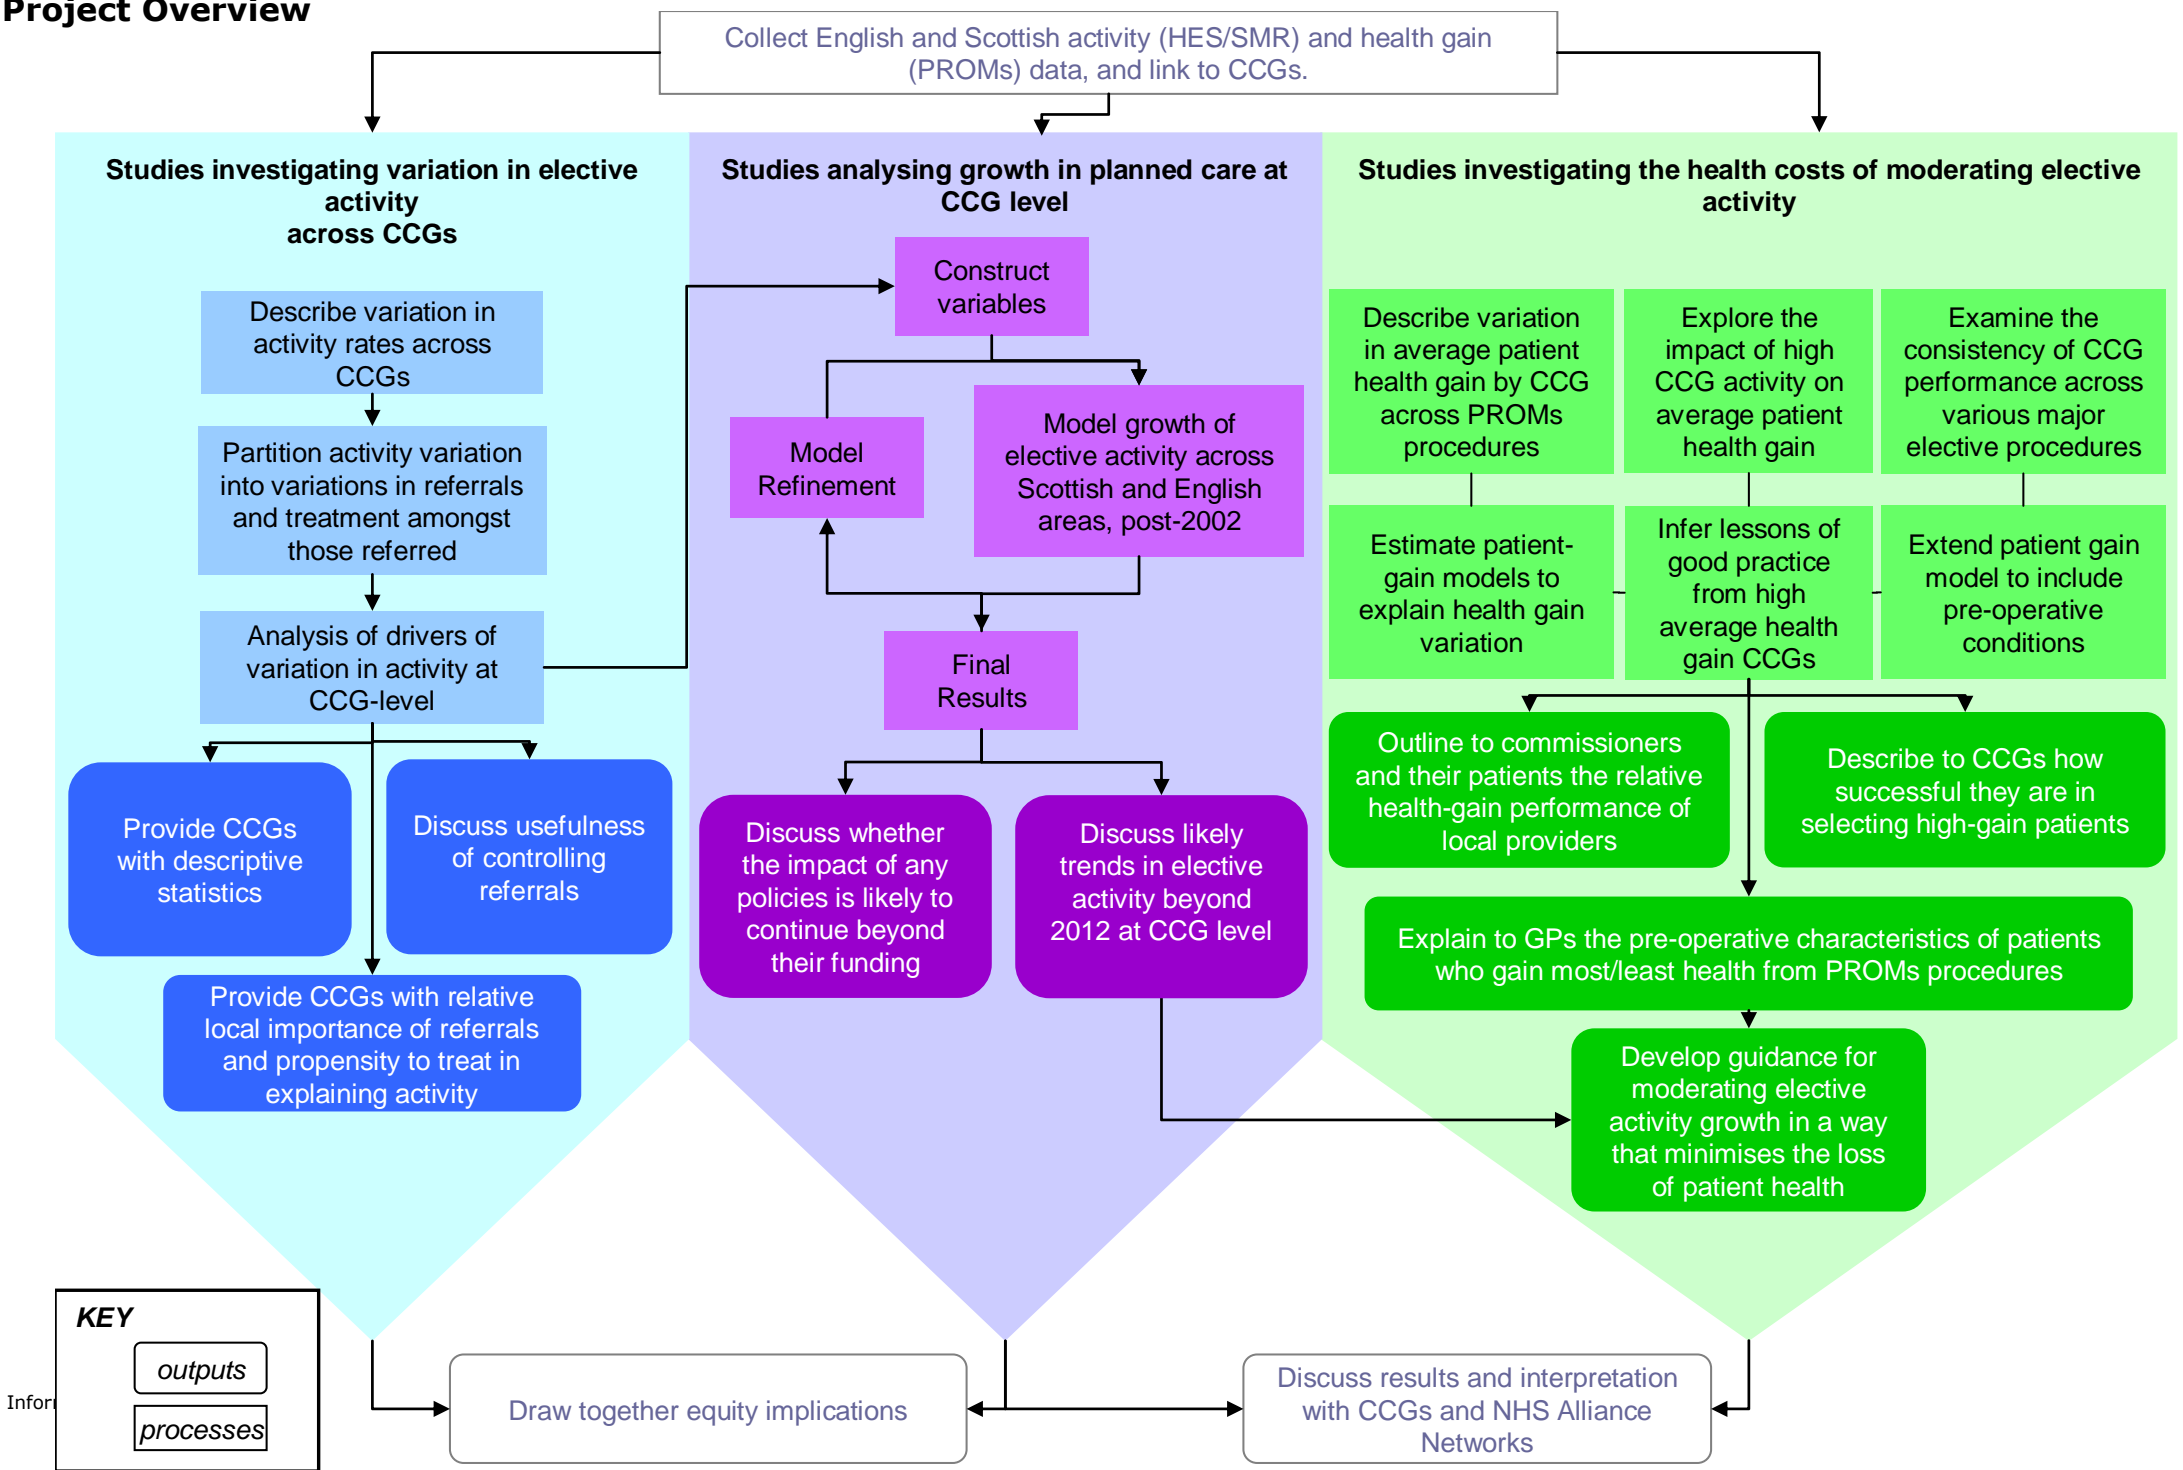 Project Overview
Collect English and Scottish activity (HES/SMR) and health gain
(PROMs) data, and link to CCGs.
Studies investigating variation in elective
activity
across CCGs
Describe variation in
activity rates across
CCGs
Partition activity variation
into variations in referrals
and treatment amongst
those referred
Analysis of drivers of
variation in activity at
CCG-level
Provide CCGs
with descriptive
statistics
Discuss usefulness
of controlling
referrals
Provide CCGs with relative
local importance of referrals
and propensity to treat in
explaining activity
Studies analysing growth in planned care at
CCG level
Construct
variables
Model
Refinement
Model growth of
elective activity across
Scottish and English
areas, post-2002
Final
Results
Discuss whether
the impact of any
policies is likely to
continue beyond
their funding
Discuss likely
trends in elective
activity beyond
2012 at CCG level
Studies investigating the health costs of moderating elective
activity
Describe variation
in average patient
health gain by CCG
across PROMs
procedures
Explore the
impact of high
CCG activity on
average patient
health gain
Examine the
consistency of CCG
performance across
various major
elective procedures
Estimate patient-
gain models to
explain health gain
variation
Infer lessons of
good practice
from high
average health
gain CCGs
Extend patient gain
model to include
pre-operative
conditions
Outline to commissioners
and their patients the relative
health-gain performance of
local providers
Describe to CCGs how
successful they are in
selecting high-gain patients
Explain to GPs the pre-operative characteristics of patients
who gain most/least health from PROMs procedures
Develop guidance for
moderating elective
activity growth in a way
that minimises the loss
of patient health
KEY
outputs
processes
Infor
Draw together equity implications
Discuss results and interpretation
with CCGs and NHS Alliance
Networks